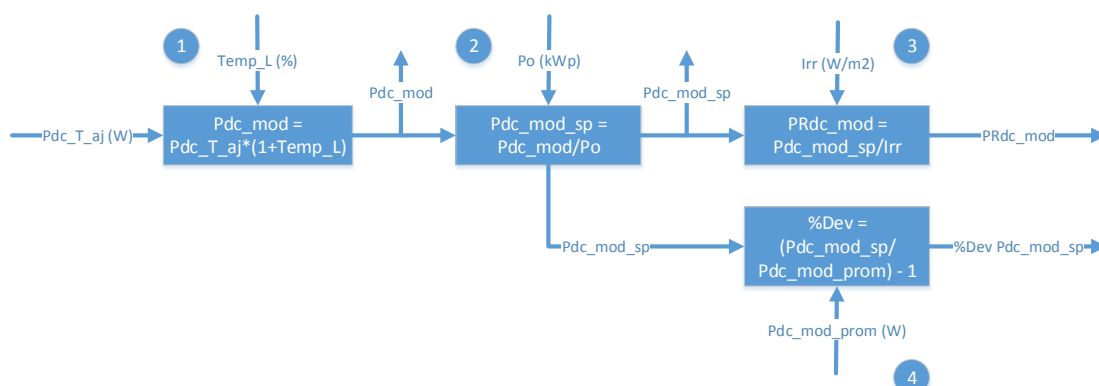 1
2
3
Temp_L (%)
Po (kWp)
Irr (W/m2)
Pdc_mod
Pdc_mod_sp
Pdc_T_aj (W)
Pdc_mod =
Pdc_T_aj*(1+Temp_L)
Pdc_mod_sp =
Pdc_mod/Po
PRdc_mod =
Pdc_mod_sp/Irr
PRdc_mod
Pdc_mod_sp
%Dev =
(Pdc_mod_sp/
Pdc_mod_prom) - 1
%Dev Pdc_mod_sp
Pdc_mod_prom (W)
4